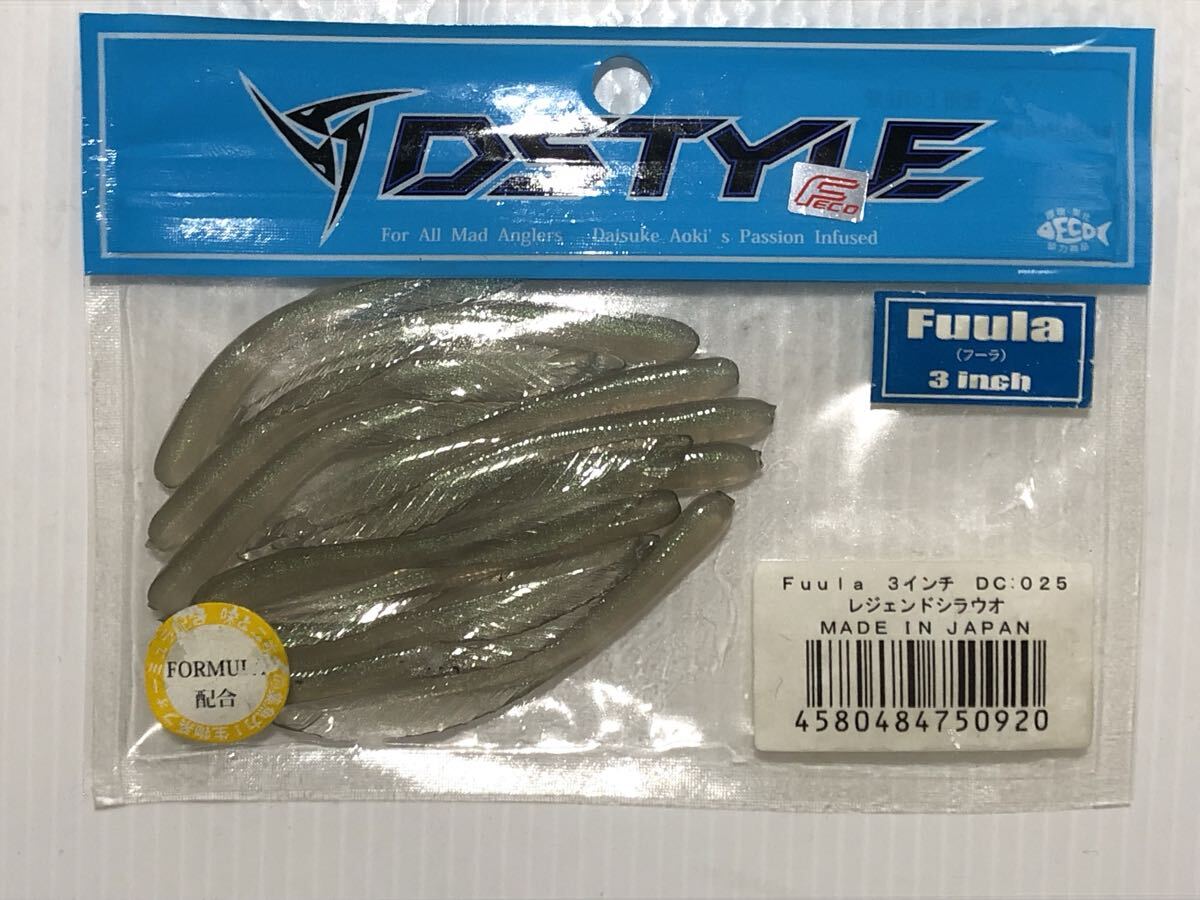 DSTYLE
FECO
For All Mad Anglers Daisuke Aoki's Passion Infused
ECO
Fuula
(フーラ)
3 inch
FORMULA
配合
Fuula 3インチ DC:025
レジェンドシラウオ
MADE IN JAPAN
4580484750920